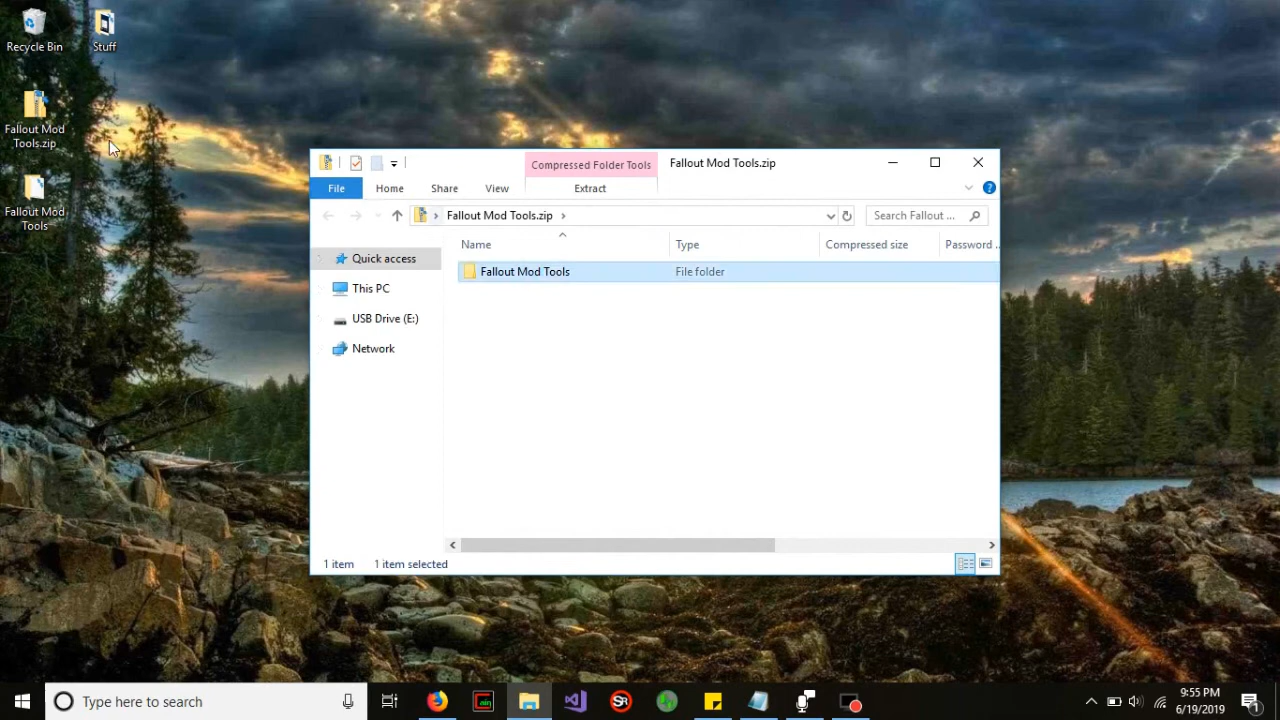 Recycle Bin
Stuff
Fallout Mod
Tools.zip
Fallout Mod
Tools
Compressed Folder Tools
Fallout Mod Tools.zip
File
Home
Share
View
Extract
Fallout Mod Tools.zip
Search Fallout ...
Name
Type
Compressed size
Password ...
Quick access
This PC
USB Drive (E:)
Network
Fallout Mod Tools
File folder
1 item
1 item selected
Type here to search
Cain
SR
9:55 PM
6/19/2019
1